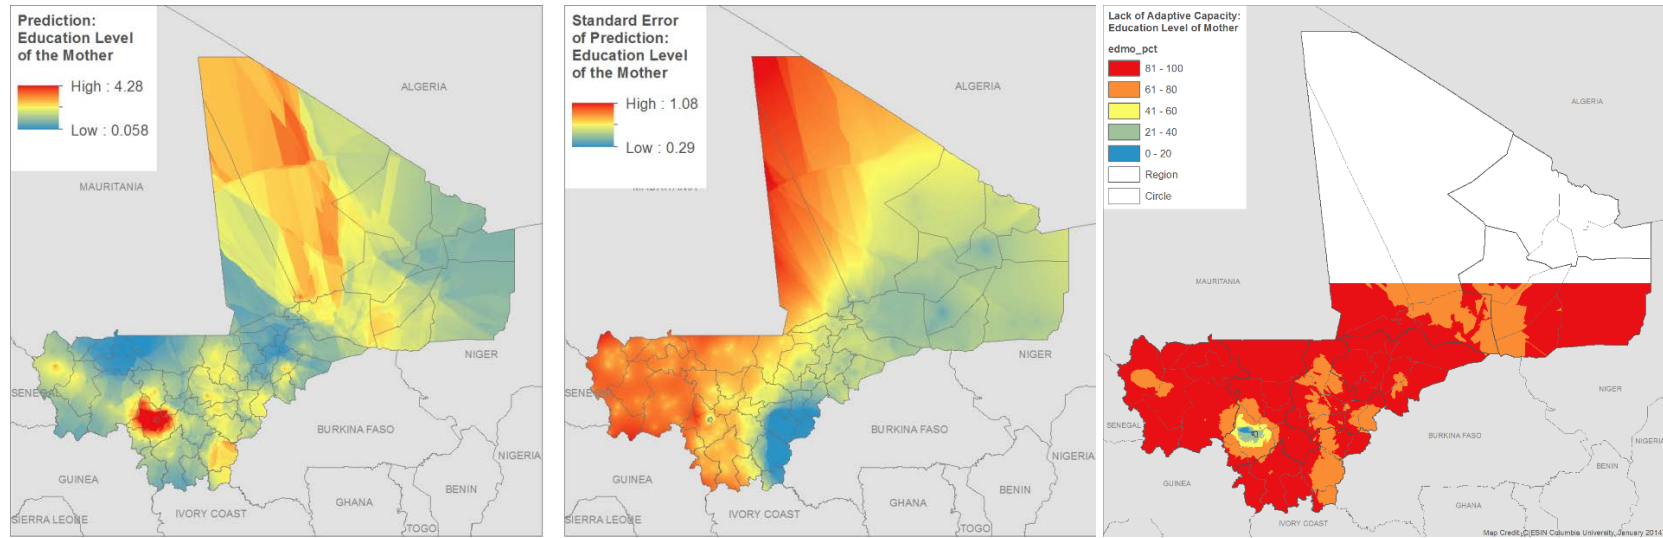 Prediction:
Education Level
of the Mother
High : 4.28
Low : 0.058
ALGERIA
MAURITANIA
NIGER
SENEGAL
BURKINA FASO
NIGERIA
GUINEA
BENIN
GHANA
SIERRA LEONE
IVORY COAST
TOGO
Standard Error
of Prediction:
Education Level
of the Mother
High : 1.08
Low : 0.29
ALGERIA
MAURITANIA
NIGER
SENEGAL
BURKINA FASO
NIGERIA
GUINEA
BENIN
GHANA
SIERRA LEONE
IVORY COAST
TOGO
Lack of Adaptive Capacity:
Education Level of Mother
edmo_pct
81 - 100
61 - 80
41 - 60
21 - 40
0 - 20
Region
Circle
ALGERIA
MAURITANIA
NIGER
SENEGAL
BURKINA FASO
NIGERIA
BENIN
GUINEA
GHANA
IVORY COAST
Map Credit: CIESIN Columbia University, January 2014